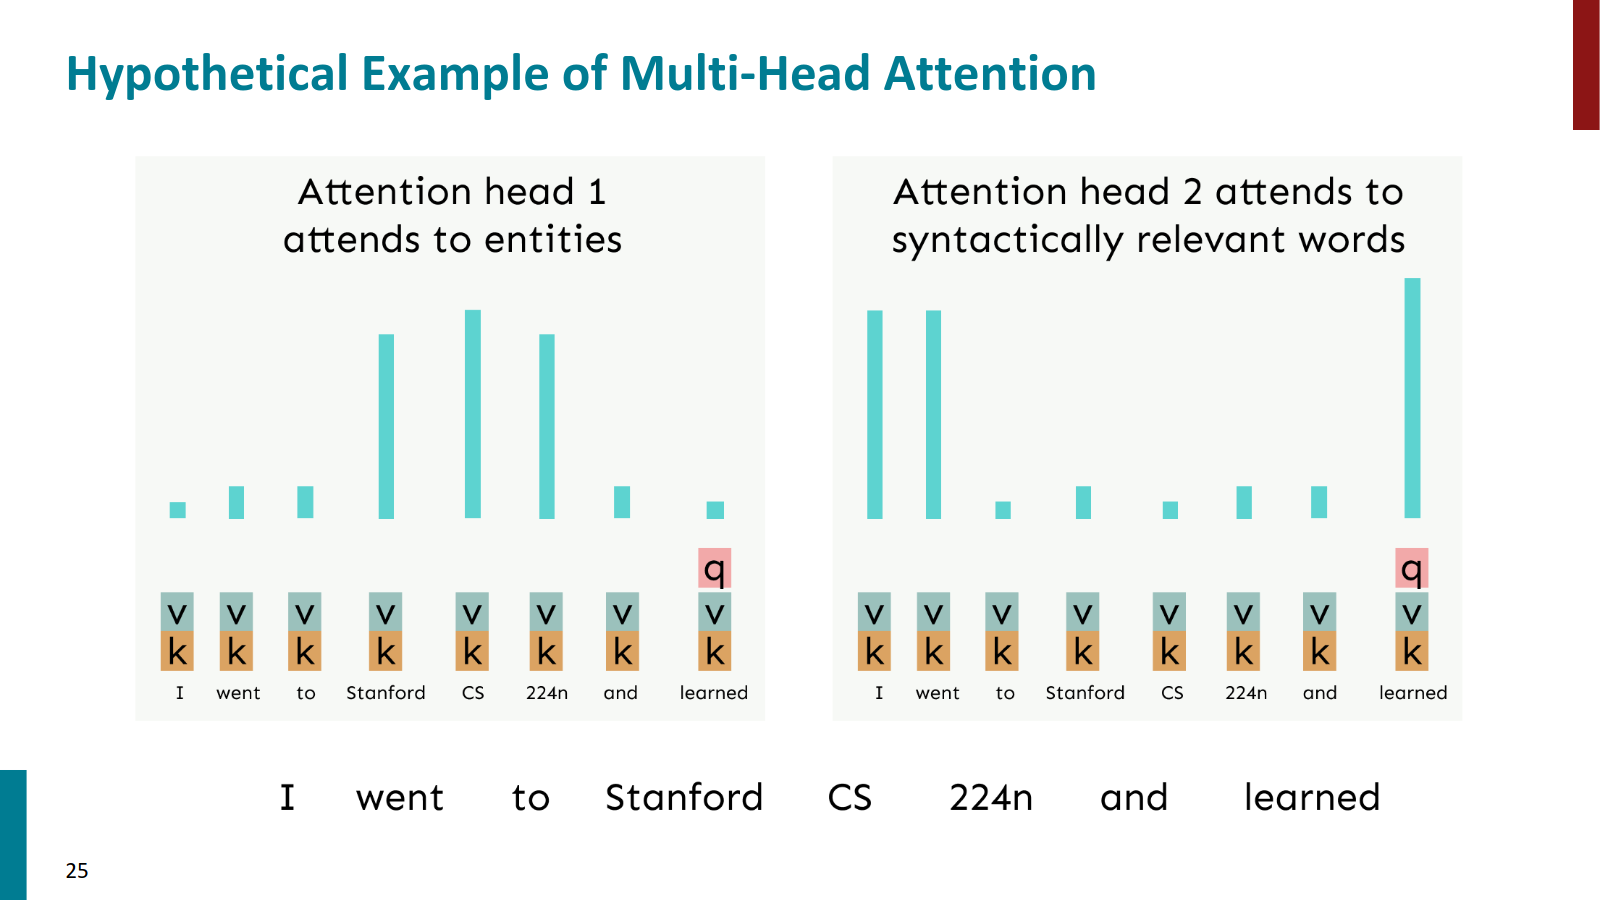 Hypothetical Example of Multi-Head Attention
Attention head 1
attends to entities
q
v v v v v v v v
k k k k k k k k
I went to Stanford CS 224n and learned
Attention head 2 attends to
syntactically relevant words
q
v v v v v v v v
k k k k k k k k
I went to Stanford CS 224n and learned
I went to Stanford CS 224n and learned
25